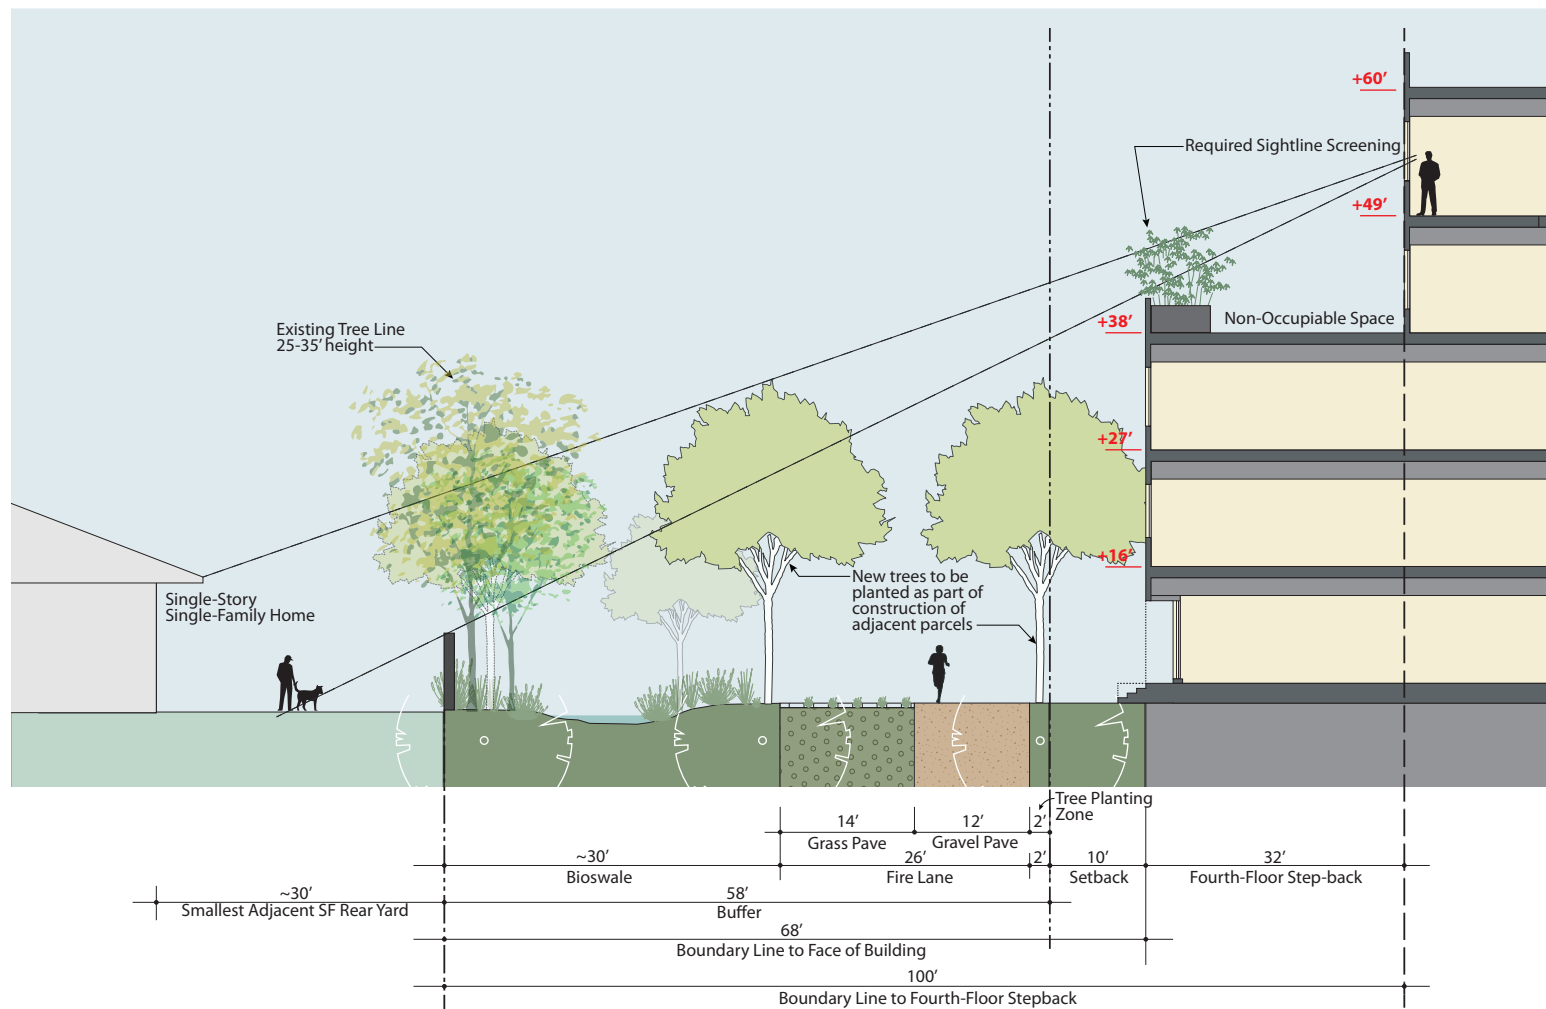 +60’
Required Sightline Screening
+49’
+38’
Non-Occupiable Space
Existing Tree Line
25-35’ height
+27’
+16’
New trees to be
planted as part of
construction of
adjacent parcels
Single-Story
Single-Family Home
Tree Planting
Zone
14’
Grass Pave
12’
Gravel Pave
2’
~30’
Bioswale
26’
Fire Lane
2’
10’
Setback
32’
Fourth-Floor Step-back
~30’
Smallest Adjacent SF Rear Yard
58’
Buffer
68’
Boundary Line to Face of Building
100’
Boundary Line to Fourth-Floor Stepback